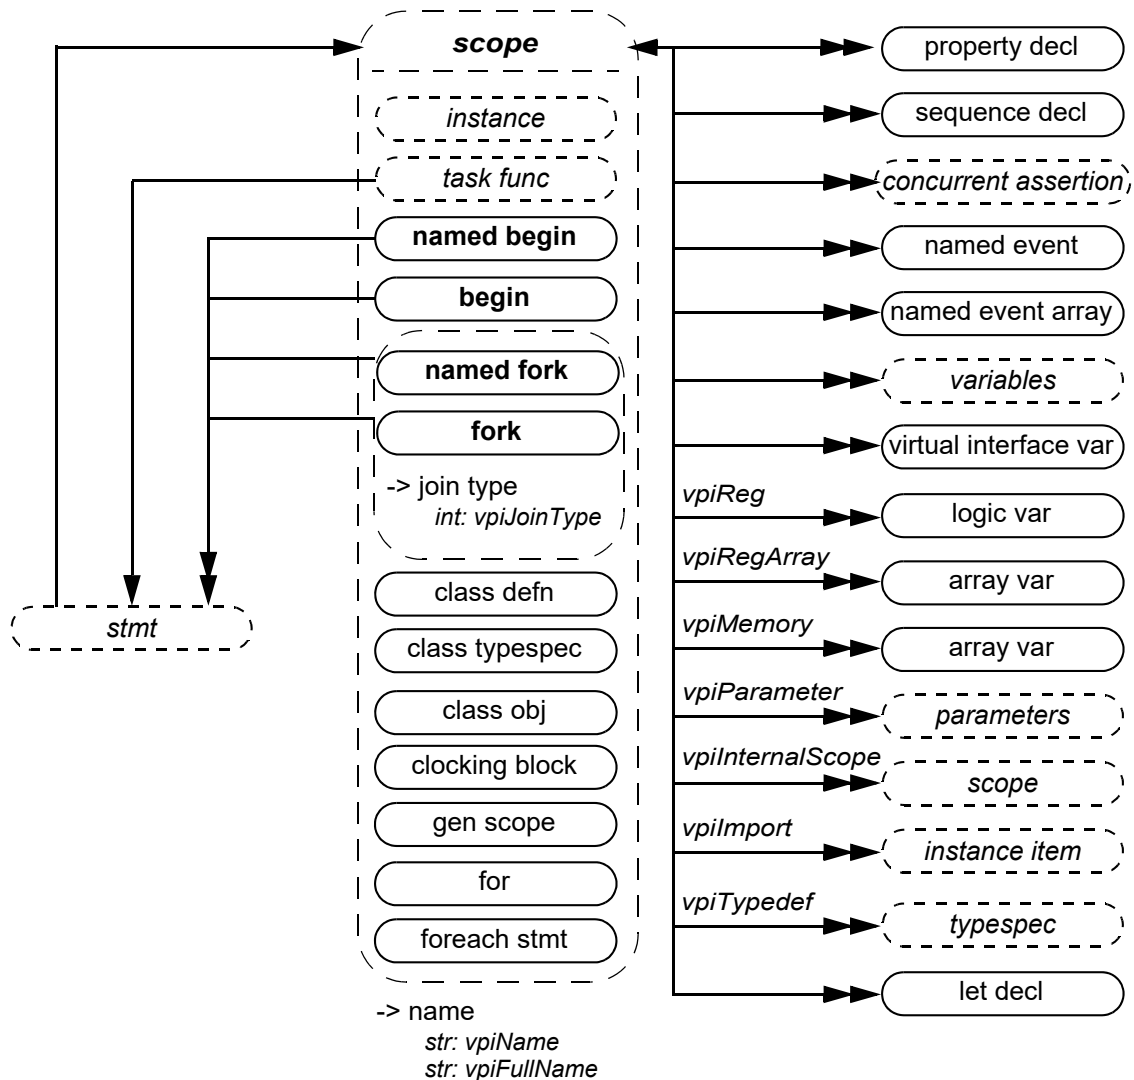 scope
instance
task func
named begin
begin
named fork
fork
-> join type
int: vpiJoinType
class defn
class typespec
class obj
clocking block
gen scope
for
foreach stmt
-> name
str: vpiName
str: vpiFullName
stmt
property decl
sequence decl
concurrent assertion
named event
named event array
variables
virtual interface var
vpiReg
logic var
vpiRegArray
array var
vpiMemory
array var
vpiParameter
parameters
vpiInternalScope
scope
vpiImport
instance item
vpiTypedef
typespec
let decl